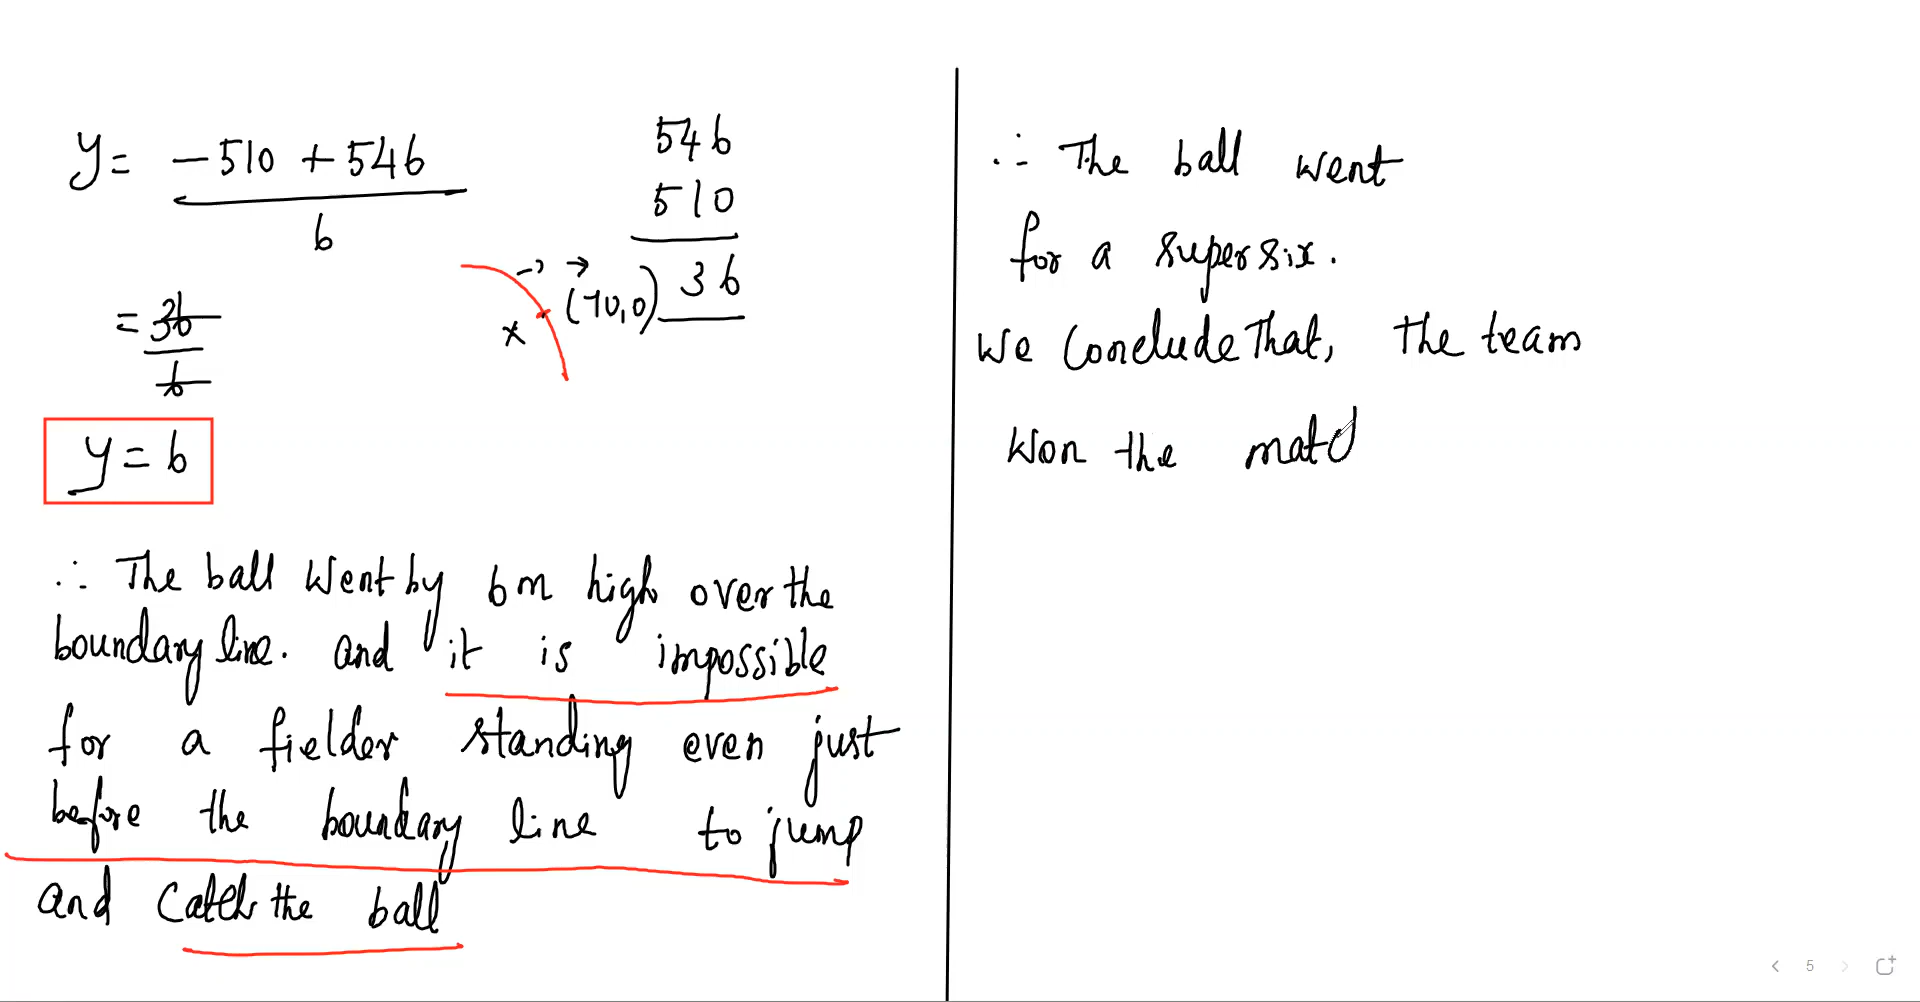 y = -510 + 546
6
= 36
6
y = 6
546
510
36
(70,0)
x
∴ The ball went by 6m high over the
boundary line. and it is impossible
for a fielder standing even just
before the boundary line to jump
and catch the ball
∴ The ball went
for a super six.
we conclude that, the team
won the matc
5